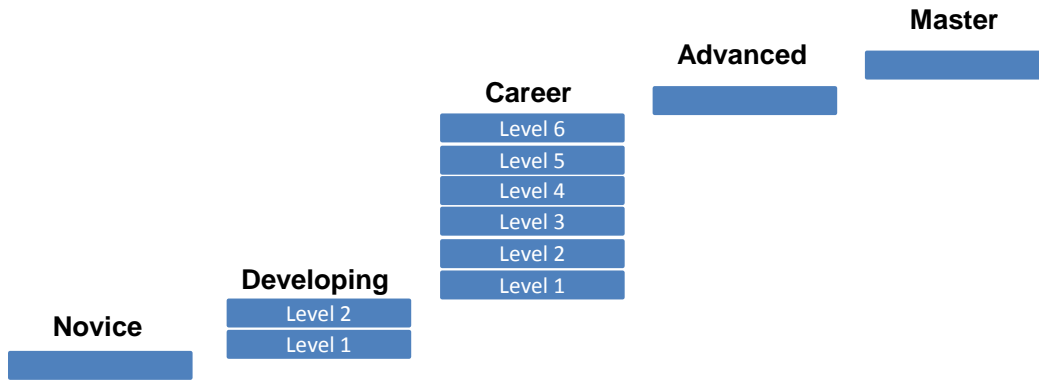 Master
Advanced
Career
Level 6
Level 5
Level 4
Level 3
Level 2
Level 1
Developing
Level 2
Level 1
Novice